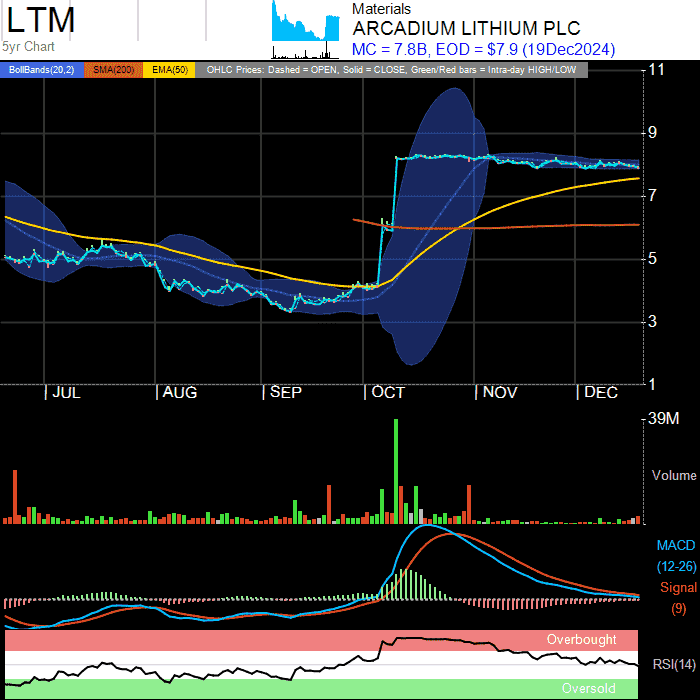 LTM
5yr Chart
Materials
ARCADIUM LITHIUM PLC
MC = 7.8B, EOD = $7.9 (19Dec2024)
BollBands(20,2) SMA(200) EMA(50) OHLC Prices: Dashed = OPEN, Solid = CLOSE, Green/Red bars = Intra-day HIGH/LOW
11
9
7
5
3
1
| JUL | AUG | SEP | OCT | NOV | DEC
39M
Volume
MACD
(12-26)
Signal
(9)
Overbought
RSI(14)
Oversold